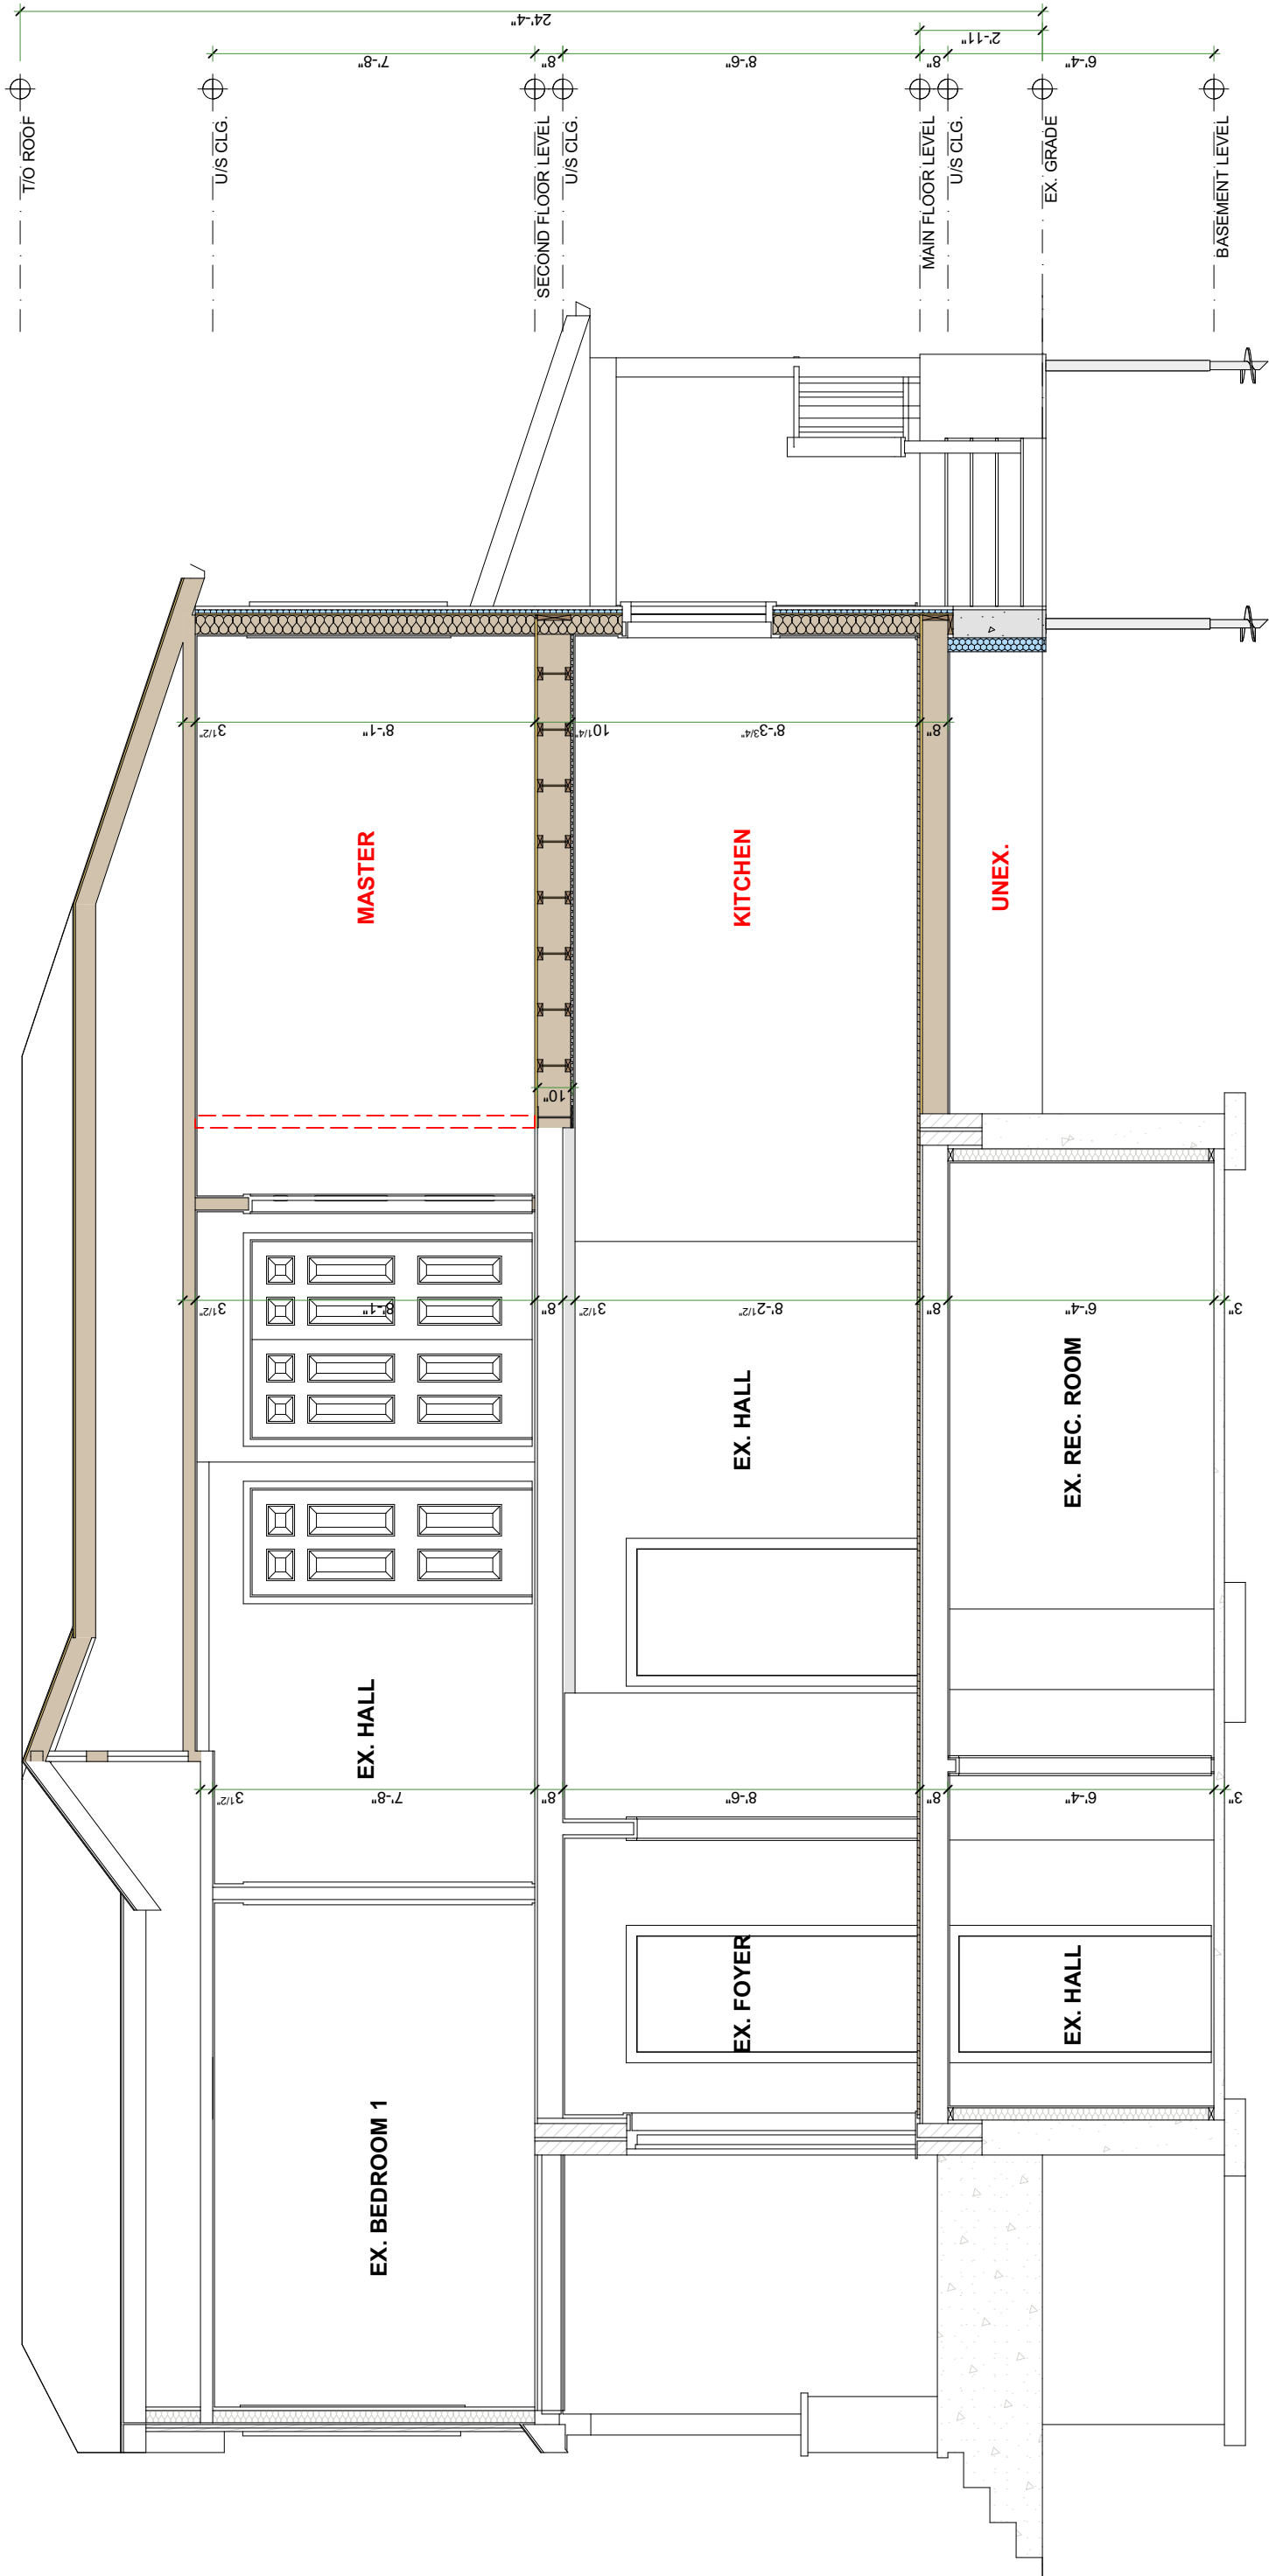 T/O ROOF
U/S CLG.
SECOND FLOOR LEVEL
U/S CLG.
MAIN FLOOR LEVEL
U/S CLG.
EX. GRADE
BASEMENT LEVEL
24'-4"
7'-8"
8"
8'-6"
8"
2'-11"
6'-4"
3 1/2"
8'-1"
10 1/4"
8'-3 3/4"
8"
MASTER
KITCHEN
UNEX.
10"
3 1/2"
8'-1"
8"
3 1/2"
8'-2 1/2"
8"
6'-4"
3"
EX. HALL
EX. REC. ROOM
EX. HALL
3 1/2"
7'-8"
8"
8'-6"
8"
6'-4"
3"
EX. BEDROOM 1
EX. FOYER
EX. HALL